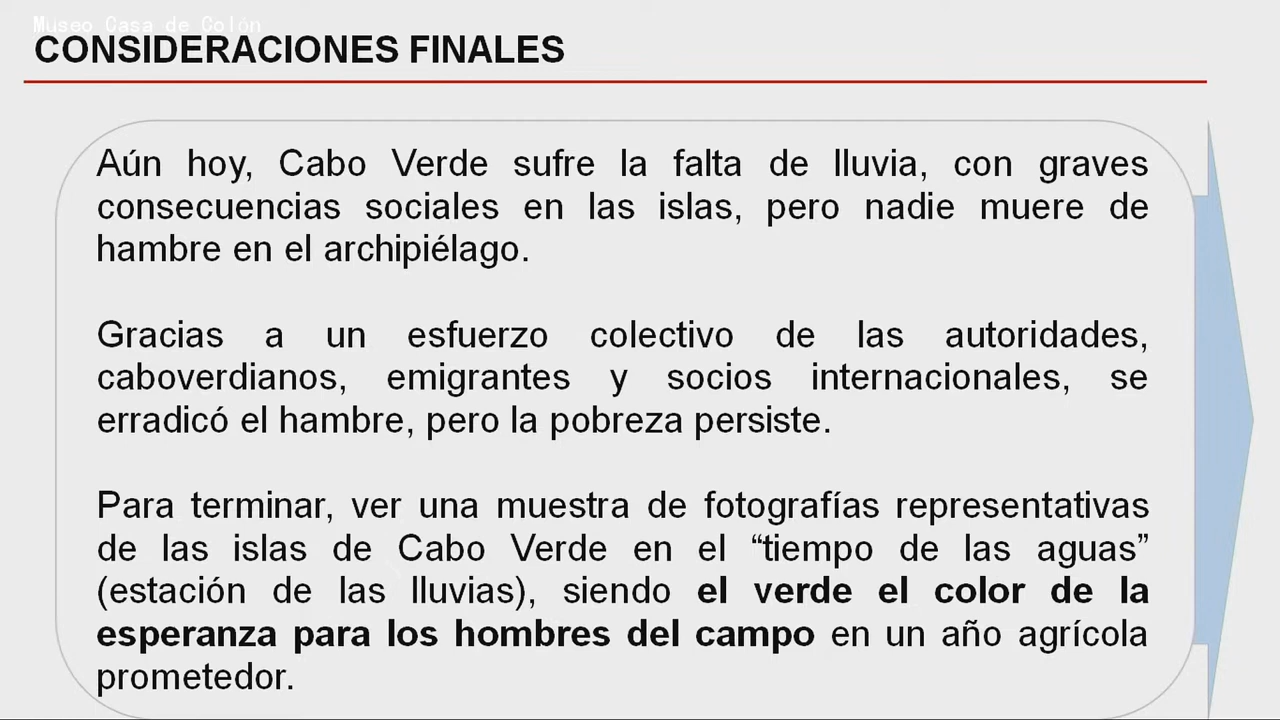 Museo Casa de Colón
CONSIDERACIONES FINALES
Aún hoy, Cabo Verde sufre la falta de lluvia, con graves
consecuencias sociales en las islas, pero nadie muere de
hambre en el archipiélago.
Gracias a un esfuerzo colectivo de las autoridades,
caboverdianos, emigrantes y socios internacionales, se
erradicó el hambre, pero la pobreza persiste.
Para terminar, ver una muestra de fotografías representativas
de las islas de Cabo Verde en el “tiempo de las aguas”
(estación de las lluvias), siendo el verde el color de la
esperanza para los hombres del campo en un año agrícola
prometedor.